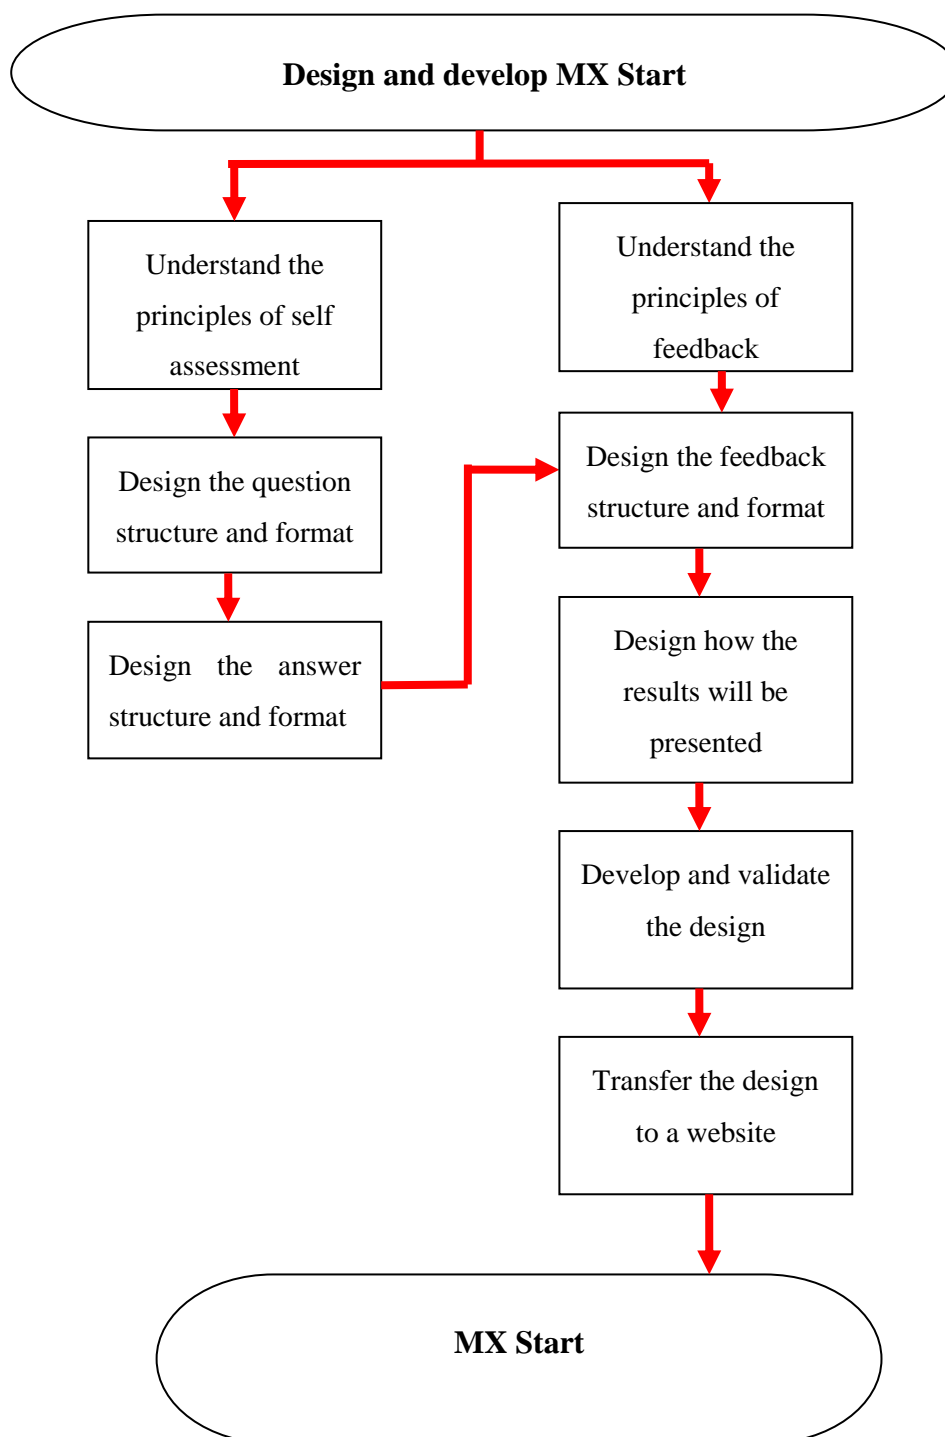 Design and develop MX Start
Understand the
principles of self
assessment
Design the question
structure and format
Design the answer
structure and format
Understand the
principles of
feedback
Design the feedback
structure and format
Design how the
results will be
presented
Develop and validate
the design
Transfer the design
to a website
MX Start